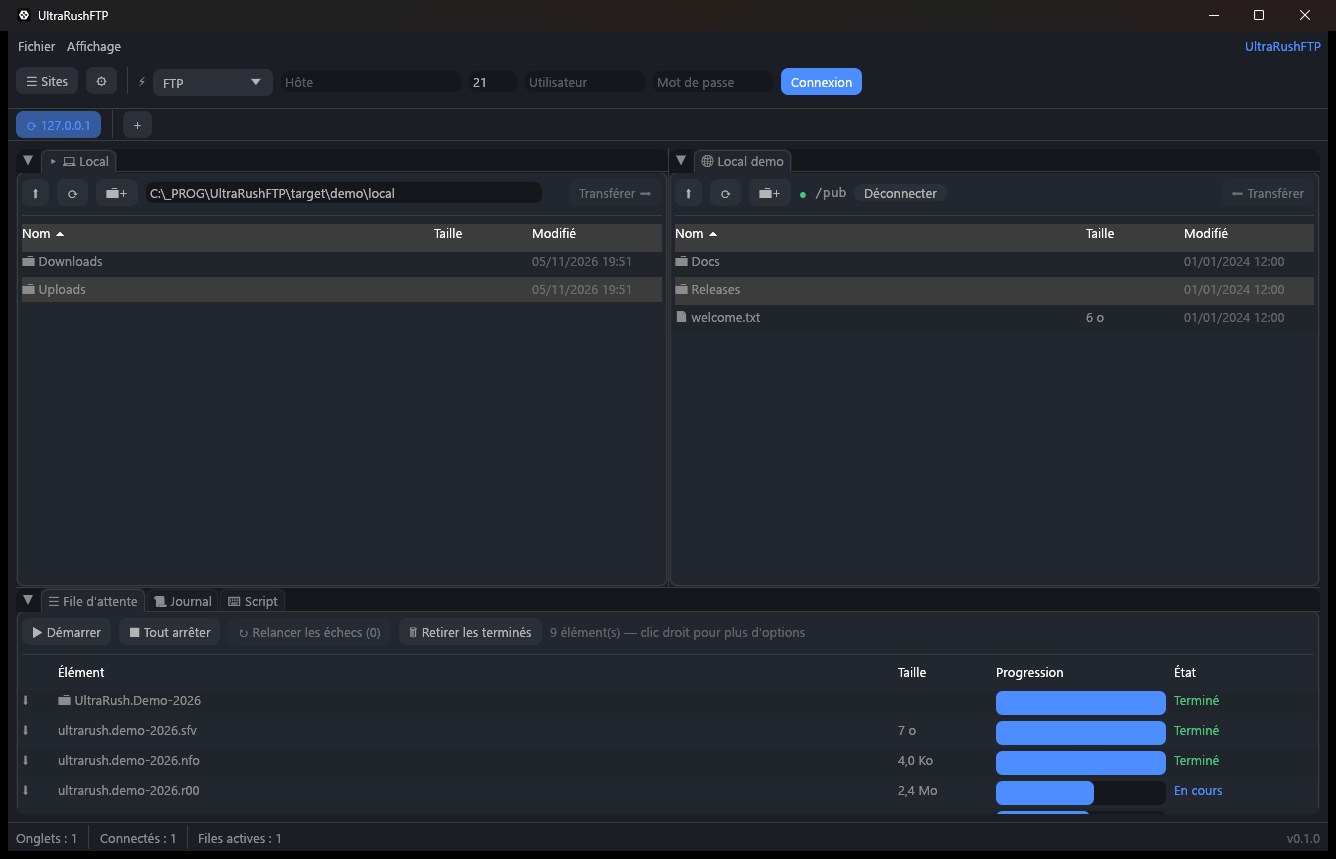 UltraRushFTP
Fichier Affichage UltraRushFTP
☰ Sites FTP Hôte 21 Utilisateur Mot de passe Connexion
127.0.0.1 +
Local
C:\_PROG\UltraRushFTP\target\demo\local Transférer
Nom Taille Modifié
Downloads 05/11/2026 19:51
Uploads 05/11/2026 19:51
Local demo
/pub Déconnecter Transférer
Nom Taille Modifié
Docs 01/01/2024 12:00
Releases 01/01/2024 12:00
welcome.txt 6 o 01/01/2024 12:00
File d'attente Journal Script
Démarrer Tout arrêter Relancer les échecs (0) Retirer les terminés 9 élément(s) — clic droit pour plus d'options
Élément Taille Progression État
UltraRush.Demo-2026 Terminé
ultrarush.demo-2026.sfv 7 o Terminé
ultrarush.demo-2026.nfo 4,0 Ko Terminé
ultrarush.demo-2026.r00 2,4 Mo En cours
Onglets : 1 Connectés : 1 Files actives : 1 v0.1.0